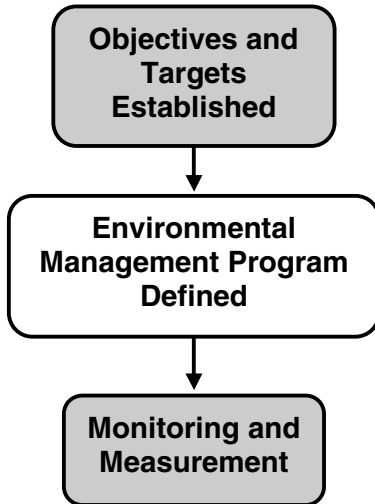 Objectives and
Targets
Established
Environmental
Management Program
Defined
Monitoring and
Measurement